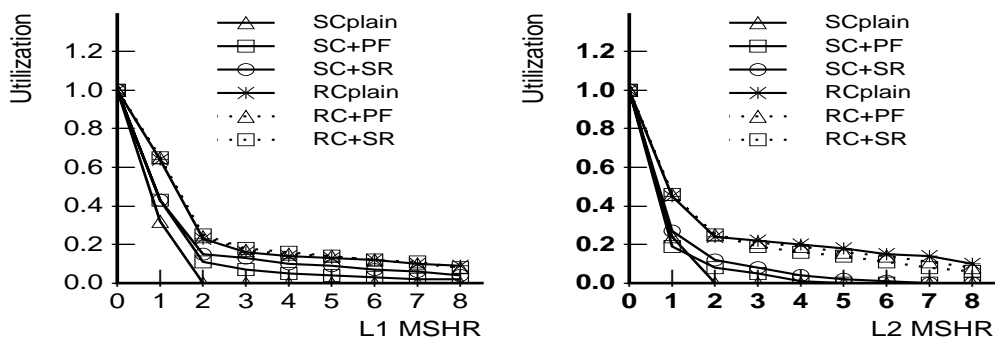 Utilization
SCplain
SC+PF
SC+SR
RCplain
RC+PF
RC+SR
1.2
1.0
0.8
0.6
0.4
0.2
0.0
0 1 2 3 4 5 6 7 8
L1 MSHR
Utilization
SCplain
SC+PF
SC+SR
RCplain
RC+PF
RC+SR
1.2
1.0
0.8
0.6
0.4
0.2
0.0
0 1 2 3 4 5 6 7 8
L2 MSHR